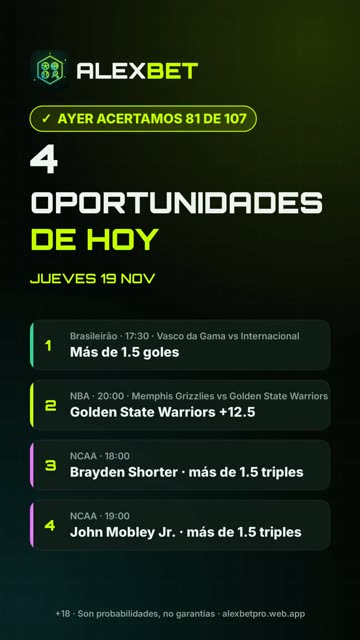 ALEXBET
✓ AYER ACERTAMOS 81 DE 107
4
OPORTUNIDADES
DE HOY
JUEVES 19 NOV
1
Brasileirão · 17:30 · Vasco da Gama vs Internacional
Más de 1.5 goles
2
NBA · 20:00 · Memphis Grizzlies vs Golden State Warriors
Golden State Warriors +12.5
3
NCAA · 18:00
Brayden Shorter · más de 1.5 triples
4
NCAA · 19:00
John Mobley Jr. · más de 1.5 triples
+18 · Son probabilidades, no garantías · alexbetpro.web.app